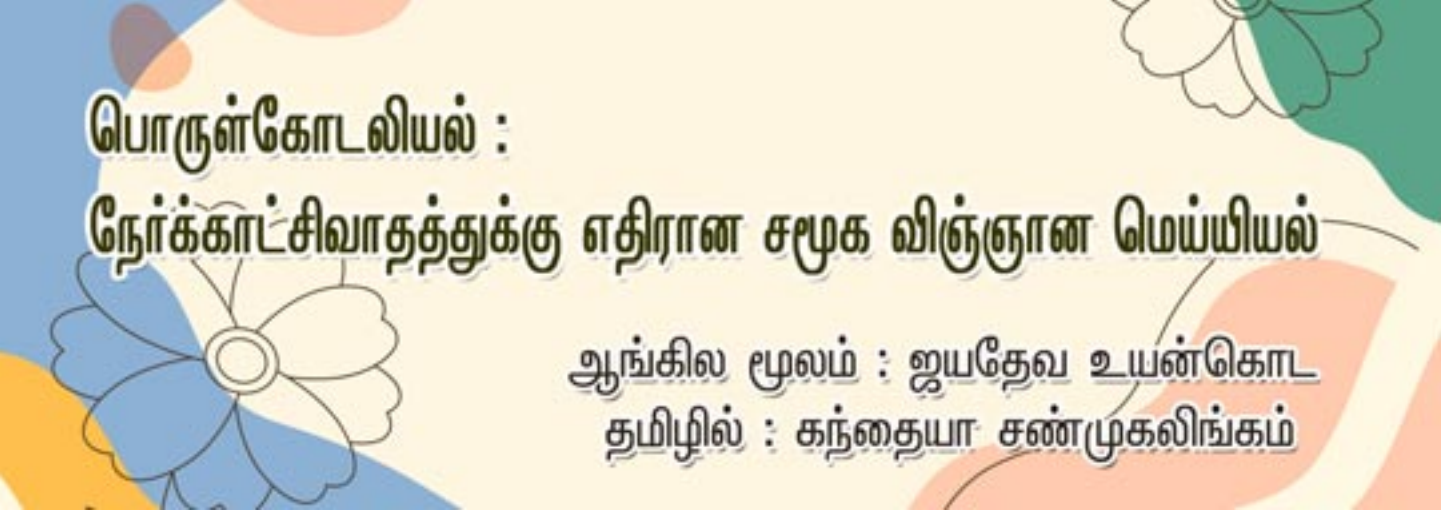 பொருள்கோடலியல் :
நேர்க்காட்சிவாதத்துக்கு எதிரான சமூக விஞ்ஞான மெய்யியல்
ஆங்கில மூலம் : ஜயதேவ உயன்கொட
தமிழில் : கந்தையா சண்முகலிங்கம்